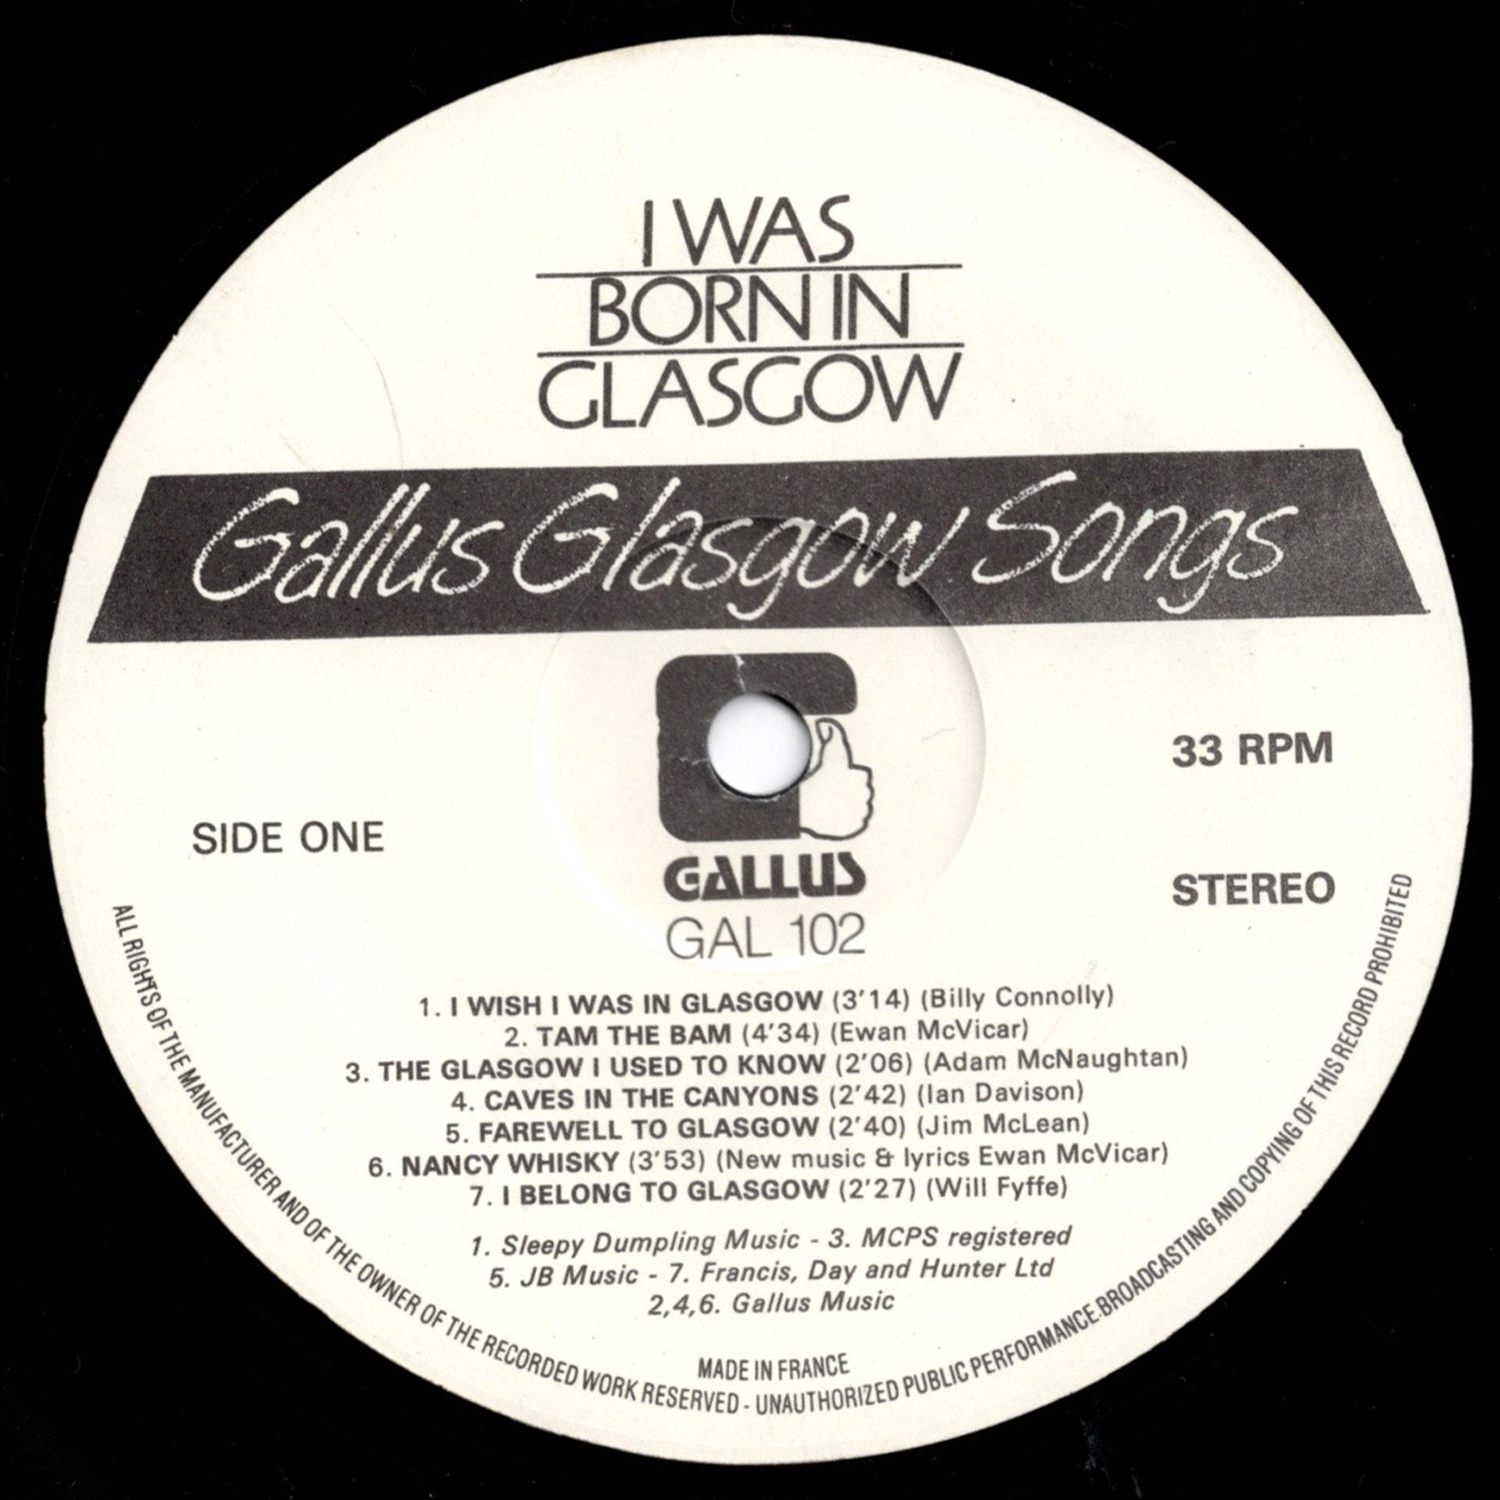 I WAS
BORN IN
GLASGOW
Gallus Glasgow Songs
33 RPM
SIDE ONE
GALLUS
STEREO
GAL 102
1. I WISH I WAS IN GLASGOW (3'14) (Billy Connolly)
2. TAM THE BAM (4'34) (Ewan McVicar)
3. THE GLASGOW I USED TO KNOW (2'06) (Adam McNaughtan)
4. CAVES IN THE CANYONS (2'42) (Ian Davison)
5. FAREWELL TO GLASGOW (2'40) (Jim McLean)
6. NANCY WHISKY (3'53) (New music & lyrics Ewan McVicar)
7. I BELONG TO GLASGOW (2'27) (Will Fyffe)
1. Sleepy Dumpling Music - 3. MCPS registered
5. JB Music - 7. Francis, Day and Hunter Ltd
2,4,6. Gallus Music
MADE IN FRANCE
ALL RIGHTS OF THE MANUFACTURER AND OF THE OWNER OF THE RECORDED WORK RESERVED - UNAUTHORIZED PUBLIC PERFORMANCE.BROADCASTING AND COPYING OF THIS RECORD PROHIBITED